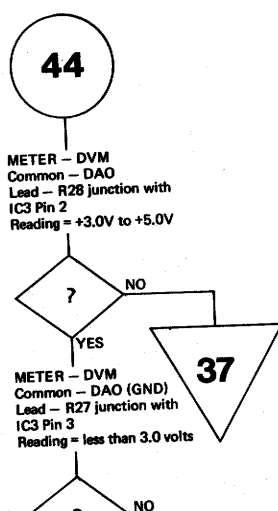 44
METER – DVM
Common – DAO
Lead – R28 junction with
IC3 Pin 2
Reading = +3.0V to +5.0V
?
NO
YES
37
METER – DVM
Common – DAO (GND)
Lead – R27 junction with
IC3 Pin 3
Reading = less than 3.0 volts
NO